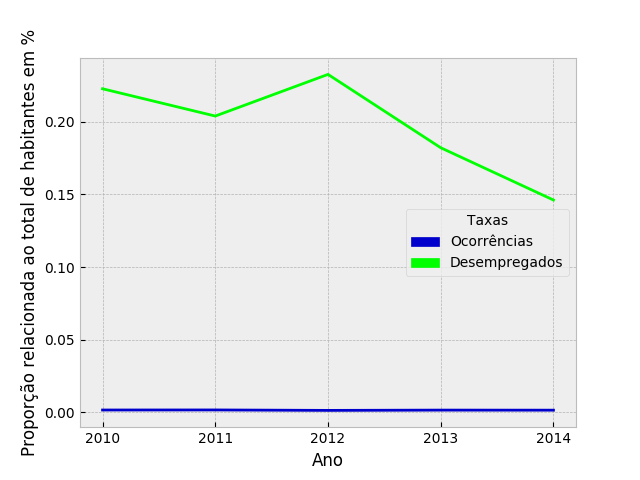 Proporção relacionada ao total de habitantes em %
0.20
0.15
0.10
0.05
0.00
Taxas
Ocorrências
Desempregados
2010 2011 2012 2013 2014
Ano